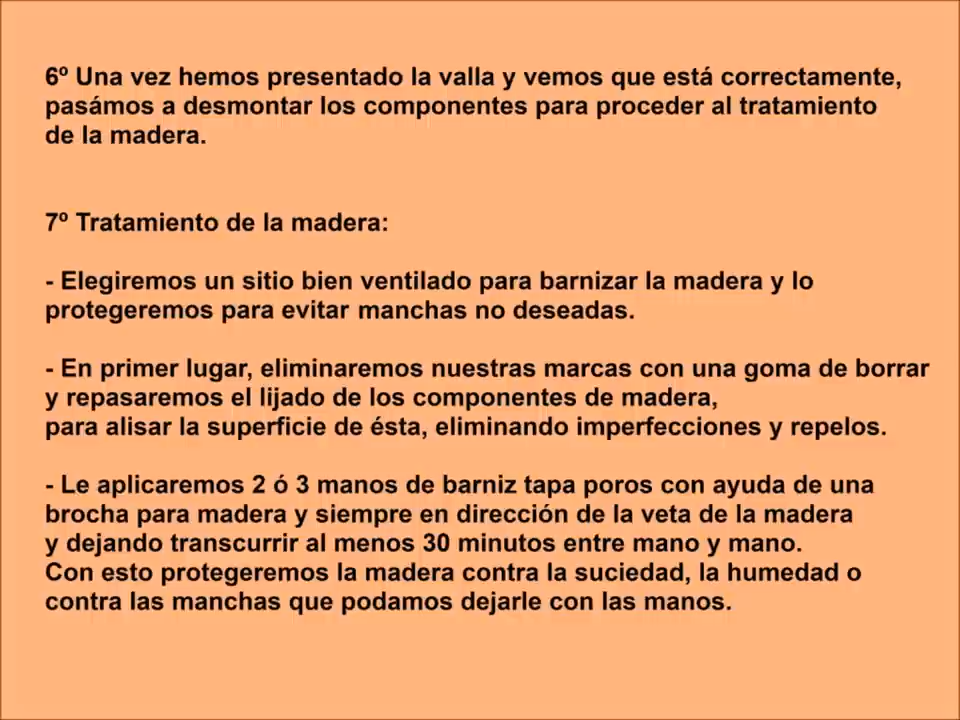 6º Una vez hemos presentado la valla y vemos que está correctamente,
pasámos a desmontar los componentes para proceder al tratamiento
de la madera.
7º Tratamiento de la madera:
- Elegiremos un sitio bien ventilado para barnizar la madera y lo
protegeremos para evitar manchas no deseadas.
- En primer lugar, eliminaremos nuestras marcas con una goma de borrar
y repasaremos el lijado de los componentes de madera,
para alisar la superficie de ésta, eliminando imperfecciones y repelos.
- Le aplicaremos 2 ó 3 manos de barniz tapa poros con ayuda de una
brocha para madera y siempre en dirección de la veta de la madera
y dejando transcurrir al menos 30 minutos entre mano y mano.
Con esto protegeremos la madera contra la suciedad, la humedad o
contra las manchas que podamos dejarle con las manos.